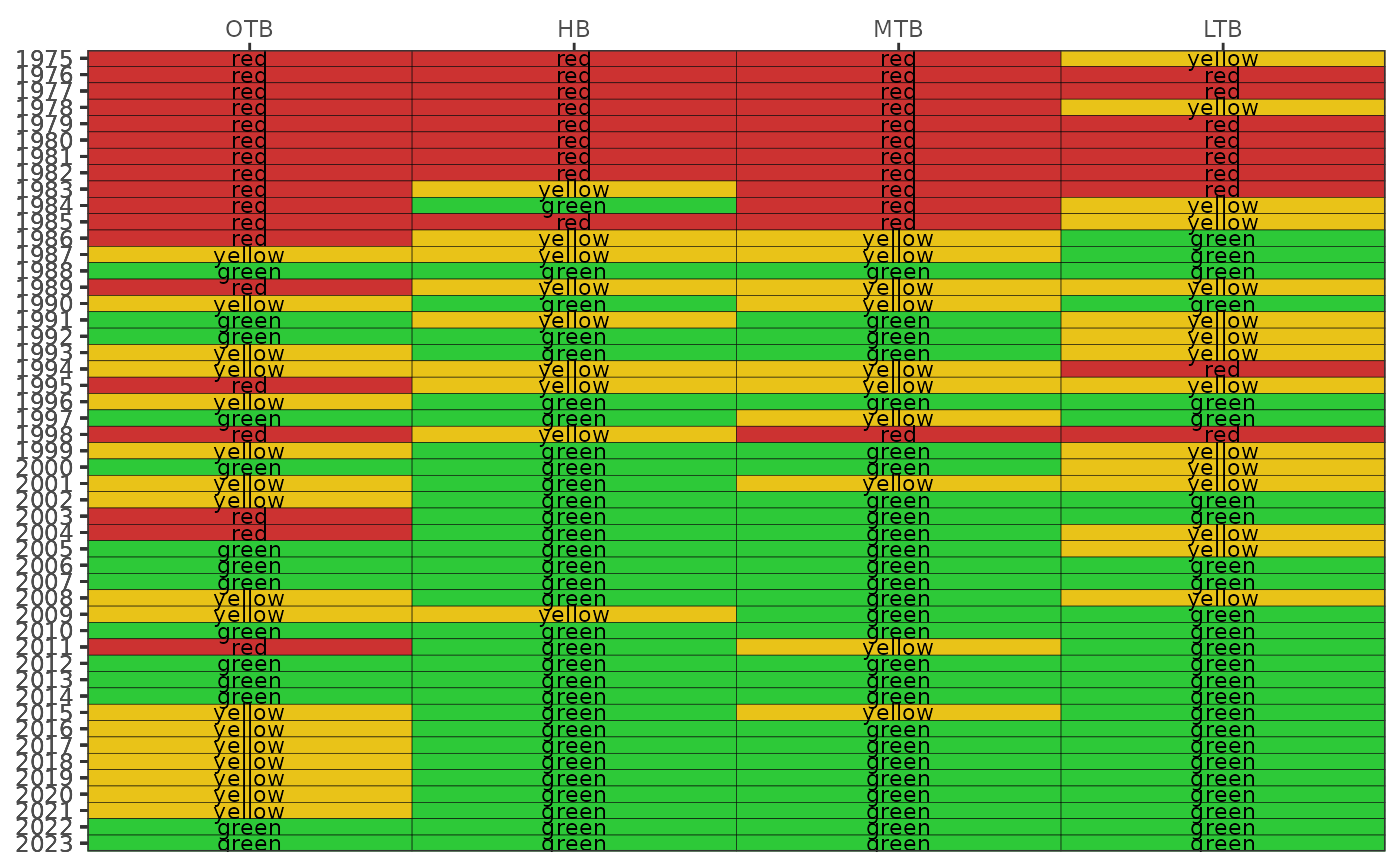 OTB HB MTB LTB
1975 red red red yellow
1976 red red red red
1977 red red red red
1978 red red red yellow
1979 red red red red
1980 red red red red
1981 red red red red
1982 red red red red
1983 red yellow red red
1984 red green red yellow
1985 red red red yellow
1986 red yellow yellow green
1987 yellow yellow yellow green
1988 green green green green
1989 red yellow yellow yellow
1990 yellow green yellow green
1991 green yellow green yellow
1992 green green green yellow
1993 yellow green green yellow
1994 yellow yellow yellow red
1995 red yellow yellow yellow
1996 yellow green green green
1997 green green yellow green
1998 red yellow red red
1999 yellow green green yellow
2000 green green green yellow
2001 yellow green yellow yellow
2002 yellow green green green
2003 red green green green
2004 red green green yellow
2005 green green green yellow
2006 green green green green
2007 green green green green
2008 yellow green green yellow
2009 yellow yellow green green
2010 green green green green
2011 red green yellow green
2012 green green green green
2013 green green green green
2014 green green green green
2015 yellow green yellow green
2016 yellow green green green
2017 yellow green green green
2018 yellow green green green
2019 yellow green green green
2020 yellow green green green
2021 yellow green green green
2022 green green green green
2023 green green green green